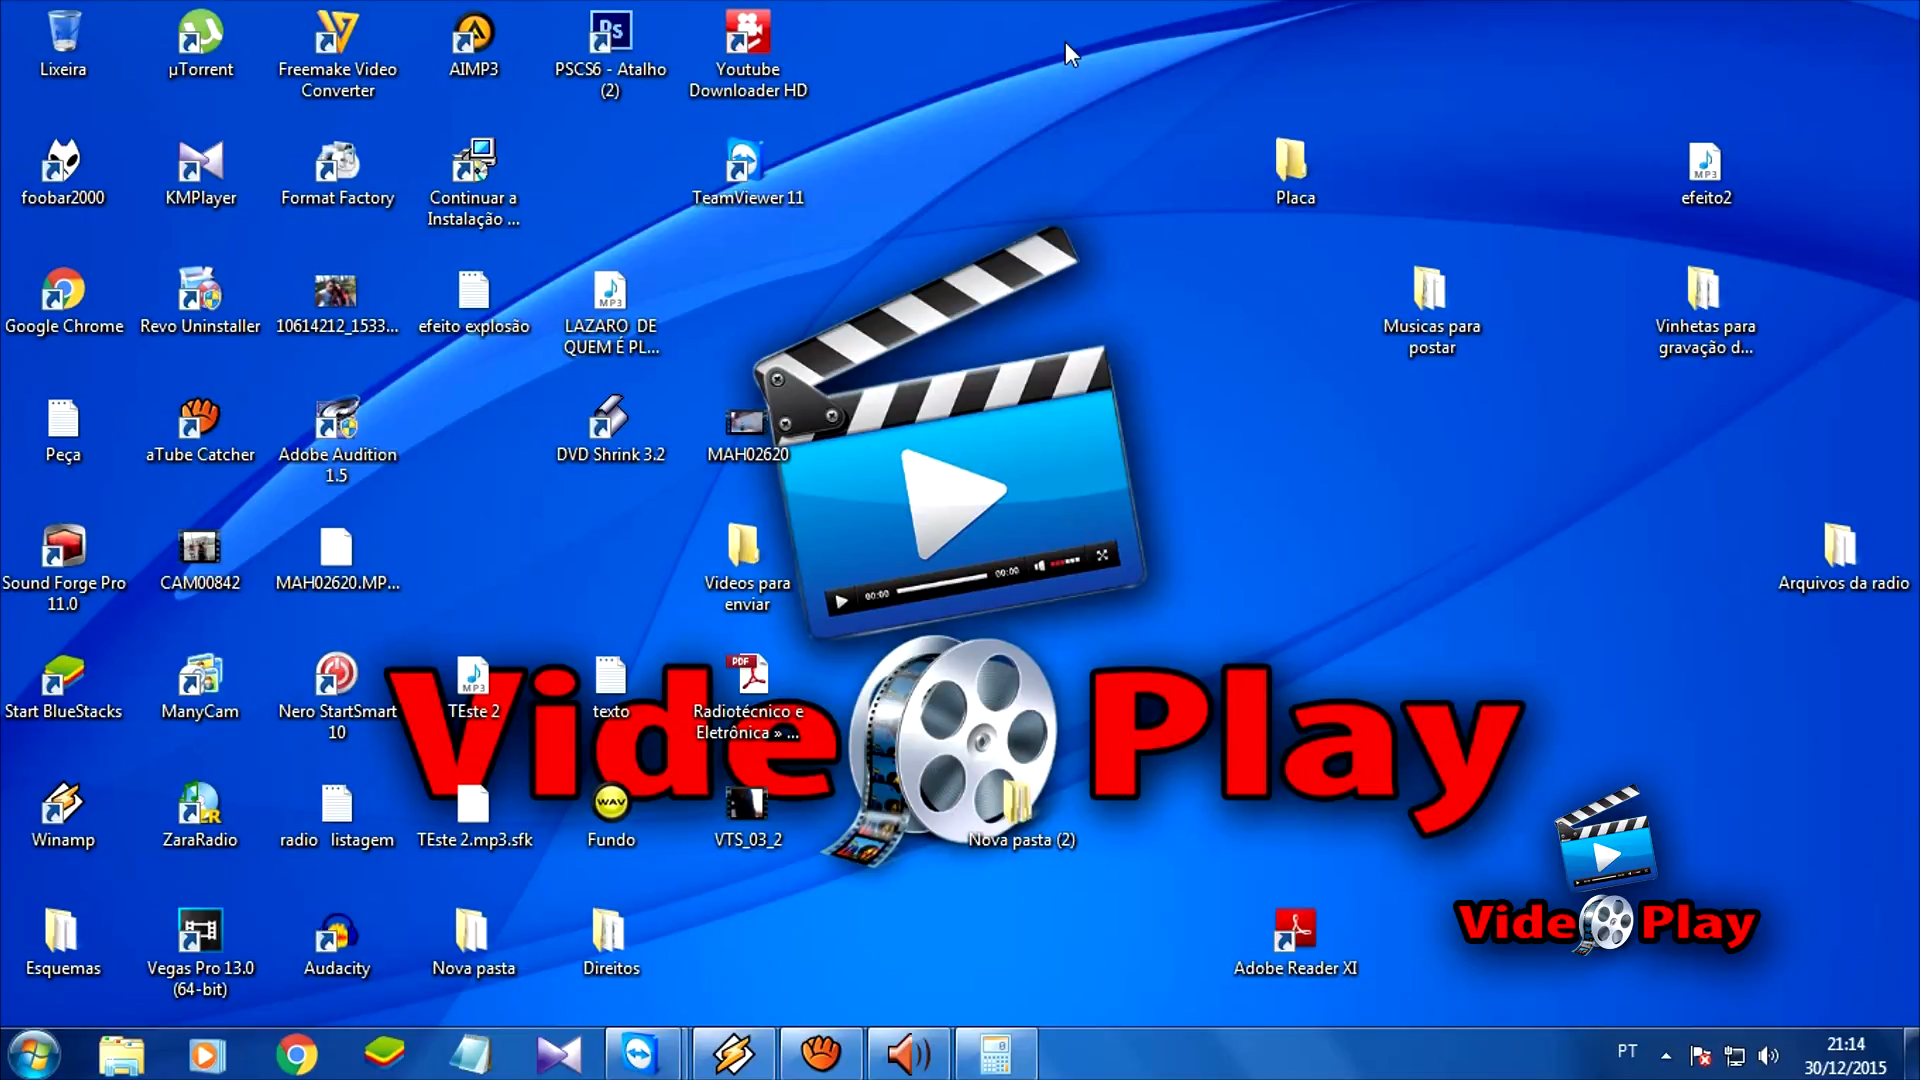 Lixeira
µTorrent
Freemake Video
Converter
AIMP3
PSCS6 - Atalho
(2)
Youtube
Downloader HD
foobar2000
KMPlayer
Format Factory
Continuar a
Instalação ...
TeamViewer 11
Placa
efeito2
Google Chrome
Revo Uninstaller
10614212_1533...
efeito explosão
LAZARO DE
QUEM É PL...
Musicas para
postar
Vinhetas para
gravação d...
Peça
aTube Catcher
Adobe Audition
1.5
DVD Shrink 3.2
MAH02620
Sound Forge Pro
11.0
CAM00842
MAH02620.MP...
Videos para
enviar
00:00
00:00
Arquivos da radio
Start BlueStacks
ManyCam
Nero StartSmart
10
TEste 2
texto
Radiotécnico e
Eletrônica » ...
Vide Play
Winamp
ZaraRadio
radio listagem
TEste 2.mp3.sfk
Fundo
VTS_03_2
Nova pasta (2)
Vide Play
Esquemas
Vegas Pro 13.0
(64-bit)
Audacity
Nova pasta
Direitos
Adobe Reader XI
PT
21:14
30/12/2015